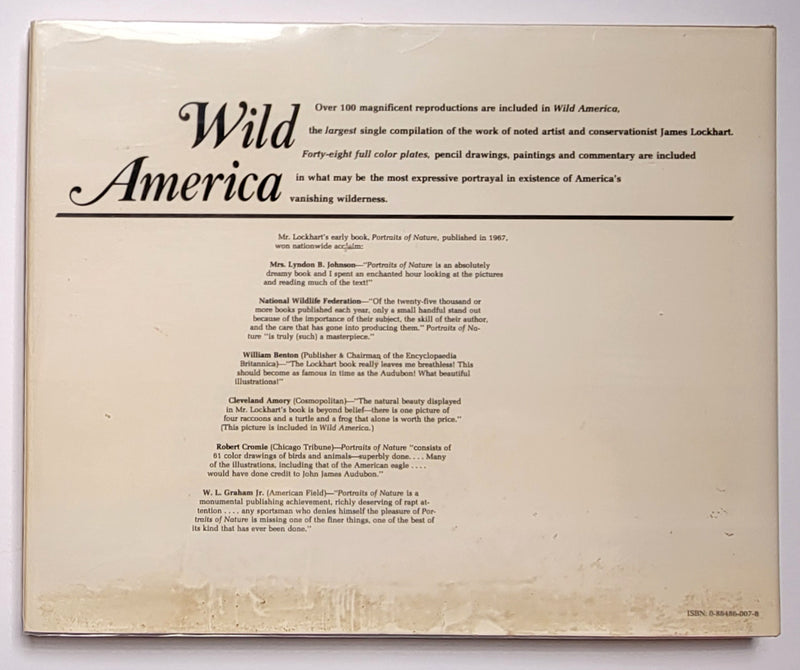 Wild America
Over 100 magnificent reproductions are included in Wild America,
the largest single compilation of the work of noted artist and conservationist James Lockhart.
Forty-eight full color plates, pencil drawings, paintings and commentary are included
in what may be the most expressive portrayal in existence of America's
vanishing wilderness.
Mr. Lockhart's early book, Portraits of Nature, published in 1967,
won nationwide acclaim:
Mrs. Lyndon B. Johnson—"Portraits of Nature is an absolutely
dreamy book and I spent an enchanted hour looking at the pictures
and reading much of the text!"
National Wildlife Federation—"Of the twenty-five thousand or
more books published each year, only a small handful stand out
because of the importance of their subject, the skill of their author,
and the care that has gone into producing them." Portraits of Na-
ture "is truly (such) a masterpiece."
William Benton (Publisher & Chairman of the Encyclopaedia
Britannica)—"The Lockhart book really leaves me breathless! This
should become as famous in time as the Audubon! What beautiful
illustrations!"
Cleveland Amory (Cosmopolitan)—"The natural beauty displayed
in Mr. Lockhart's book is beyond belief—there is one picture of
four raccoons and a turtle and a frog that alone is worth the price."
(This picture is included in Wild America.)
Robert Cromie (Chicago Tribune)—Portraits of Nature "consists of
61 color drawings of birds and animals—superbly done.... Many
of the illustrations, including that of the American eagle ....
would have done credit to John James Audubon."
W. L. Graham Jr. (American Field)—"Portraits of Nature is a
monumental publishing achievement, richly deserving of rapt at-
tention .... any sportsman who denies himself the pleasure of Por-
traits of Nature is missing one of the finer things, one of the best of
its kind that has ever been done."
ISBN: 0-88486-007-8